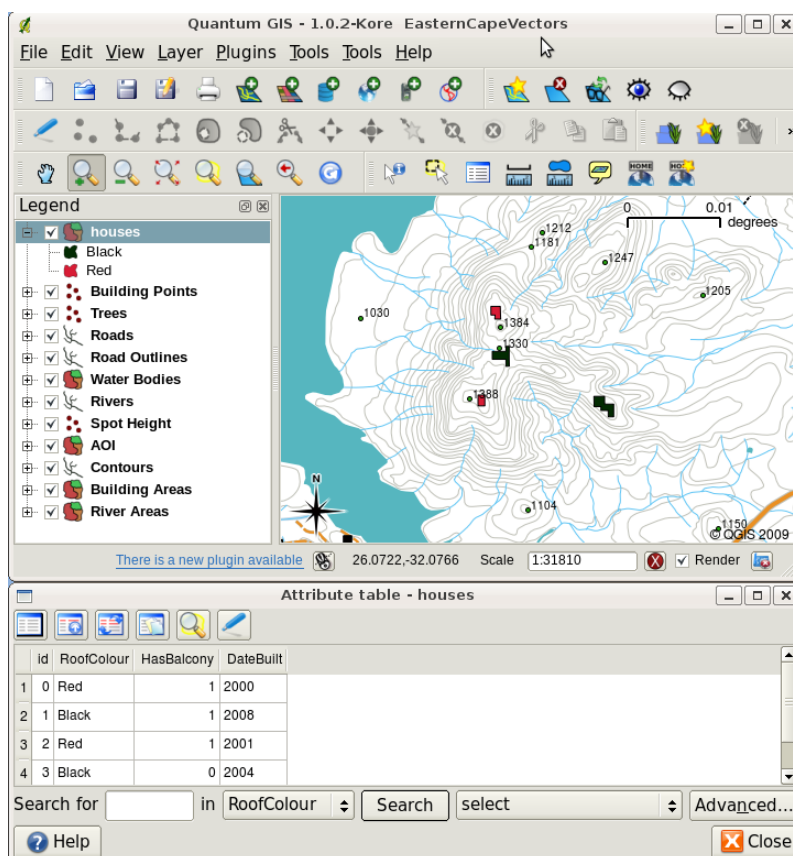 Quantum GIS - 1.0.2-Kore EasternCapeVectors
File Edit View Layer Plugins Tools Tools Help
HOME
Legend
houses
Black
Red
Building Points
Trees
Roads
Road Outlines
Water Bodies
Rivers
Spot Height
AOI
Contours
Building Areas
River Areas
0 0.01
degrees
1212
1181
1247
1205
1030
1384
1330
1388
1104
1150
N
© QGIS 2009
There is a new plugin available 26.0722,-32.0766 Scale 1:31810 Render
Attribute table - houses
id RoofColour HasBalcony DateBuilt
1 0 Red 1 2000
2 1 Black 1 2008
3 2 Red 1 2001
4 3 Black 0 2004
Search for in RoofColour Search select Advanced...
Help Close